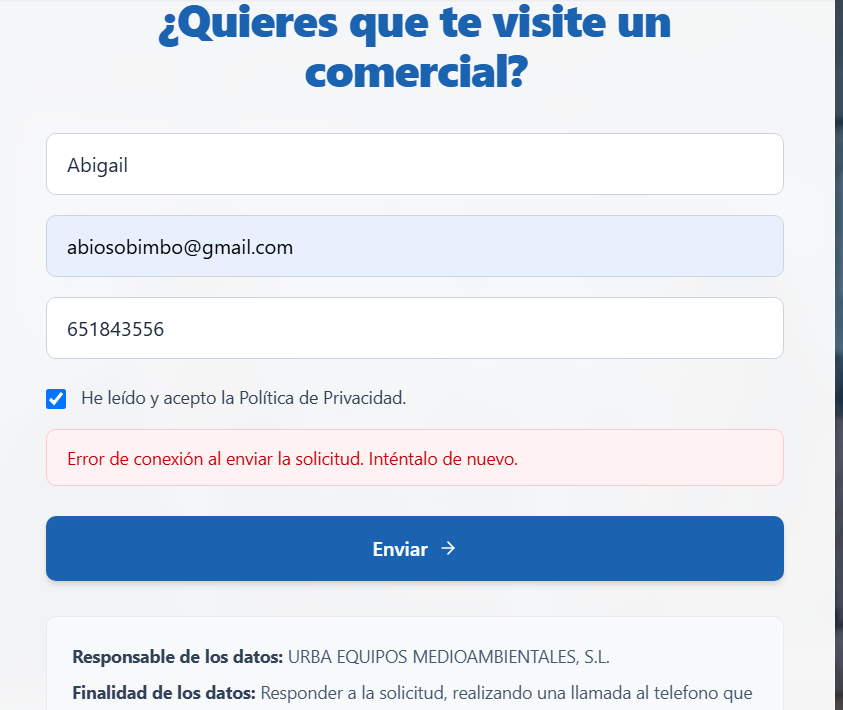 ¿Quieres que te visite un
comercial?
Abigail
abiosobimbo@gmail.com
651843556
He leído y acepto la Política de Privacidad.
Error de conexión al enviar la solicitud. Inténtalo de nuevo.
Enviar →
Responsable de los datos: URBA EQUIPOS MEDIOAMBIENTALES, S.L.
Finalidad de los datos: Responder a la solicitud, realizando una llamada al telefono que